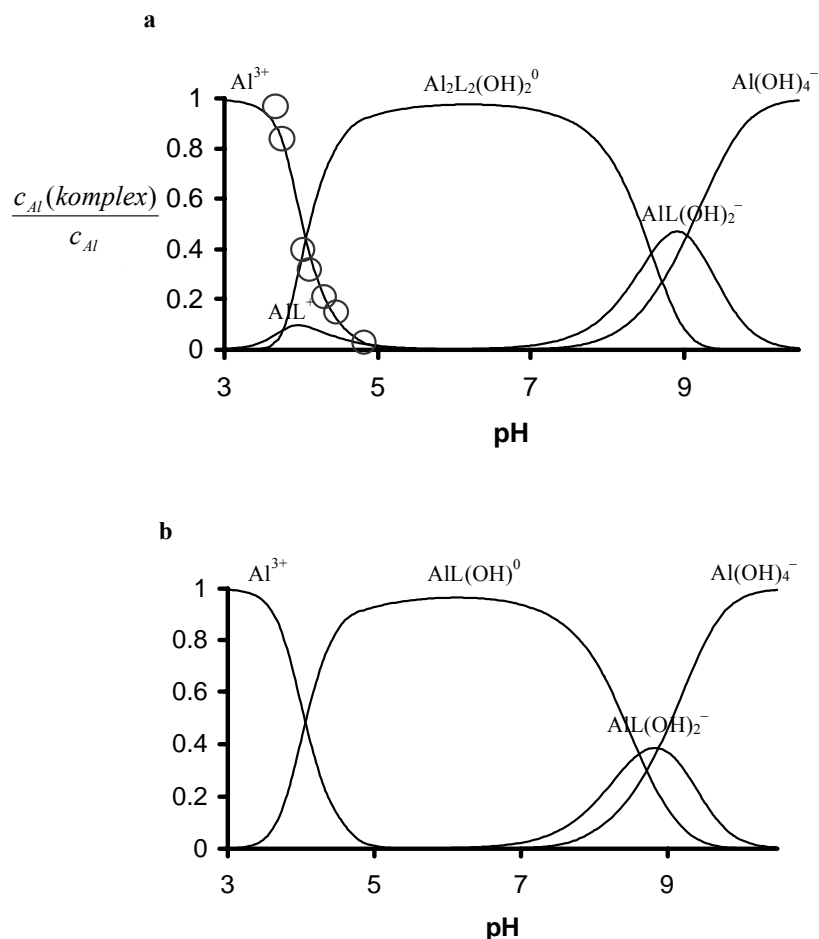 a
Al³⁺
Al₂L₂(OH)₂⁰
Al(OH)₄⁻
1
0.8
0.6
0.4
0.2
0
c_Al(komplex)
c_Al
AlL(OH)₂⁻
AlL⁺
3 5 7 9
pH
b
Al³⁺
AlL(OH)⁰
Al(OH)₄⁻
1
0.8
0.6
0.4
0.2
0
AlL(OH)₂⁻
3 5 7 9
pH